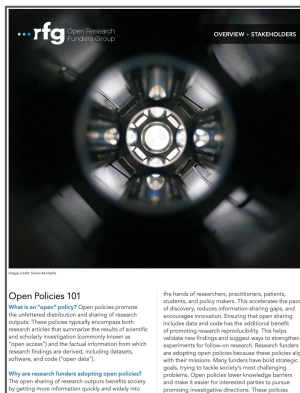 rfg Open Research
Funders Group
OVERVIEW + STAKEHOLDERS
Open Policies 101
What is an "open" policy? Open policies promote
the unfettered distribution and sharing of research
outputs. These policies typically encompass both
research articles that summarize the results of scientific
and scholarly investigation (commonly known as
"open access") and the factual information from which
research findings are derived, including datasets,
software, and code ("open data").
Why are research funders adopting open policies?
The open sharing of research outputs benefits society
by getting more information quickly and widely into
the hands of researchers, practitioners, patients,
students, and policy makers. This accelerates the pace
of discovery, reduces information-sharing gaps, and
encourages innovation. Ensuring that open sharing
includes data and code has the additional benefit
of promoting research reproducibility. This helps
validate new findings and suggest ways to strengthen
experiments for follow-on research. Research funders
are adopting open policies because these policies align
with their missions. Many funders have bold strategic
goals, trying to tackle society's most challenging
problems. Open policies lower knowledge barriers
and make it easier for interested parties to pursue
promising investigative directions. These policies